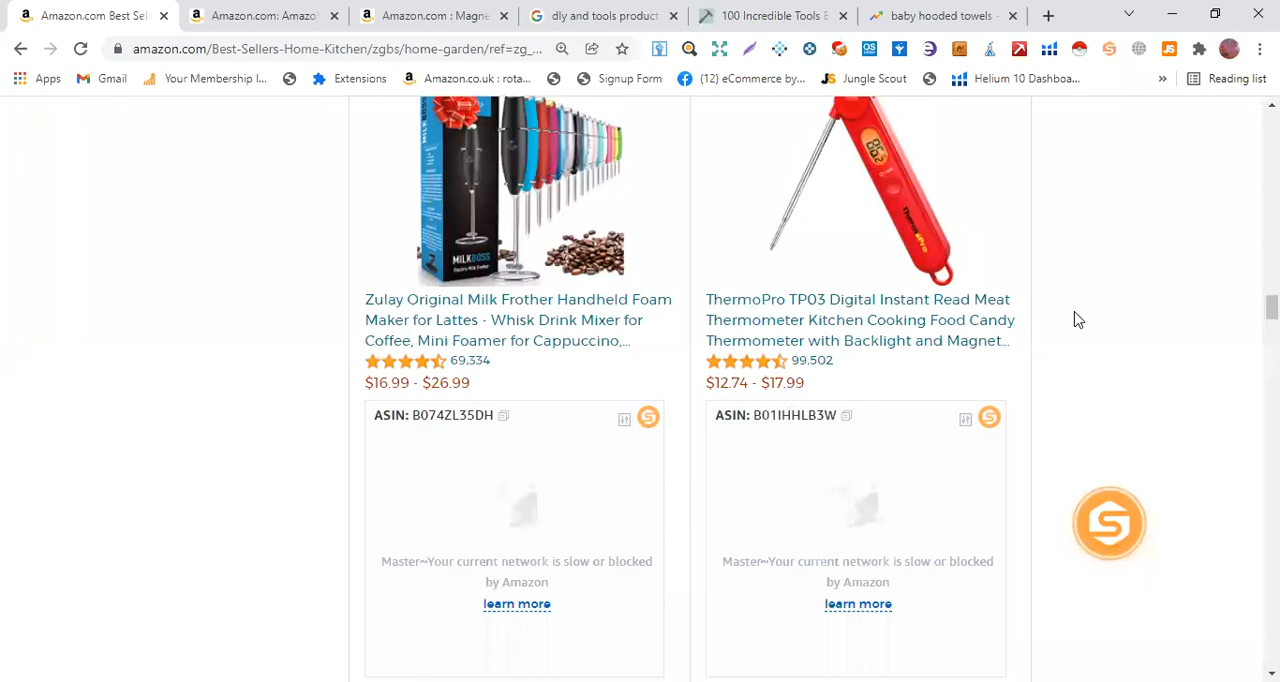 Amazon.com Best Sel
Amazon.com: Amazo
Amazon.com : Magne
dly and tools product
100 Incredible Tools E
baby hooded towels -
amazon.com/Best-Sellers-Home-Kitchen/zgbs/home-garden/ref=zg_...
Apps
Gmail
Your Membership I...
Extensions
Amazon.co.uk : rota...
Signup Form
(12) eCommerce by...
Jungle Scout
Helium 10 Dashboa...
»
Reading list
MILKBOSS
Electric Milk Frother
ThermoPro
Zulay Original Milk Frother Handheld Foam
Maker for Lattes - Whisk Drink Mixer for
Coffee, Mini Foamer for Cappuccino,...
69,334
$16.99 - $26.99
ASIN: B074ZL35DH
Master~Your current network is slow or blocked
by Amazon
learn more
ThermoPro TP03 Digital Instant Read Meat
Thermometer Kitchen Cooking Food Candy
Thermometer with Backlight and Magnet...
99,502
$12.74 - $17.99
ASIN: B01IHHLB3W
Master~Your current network is slow or blocked
by Amazon
learn more